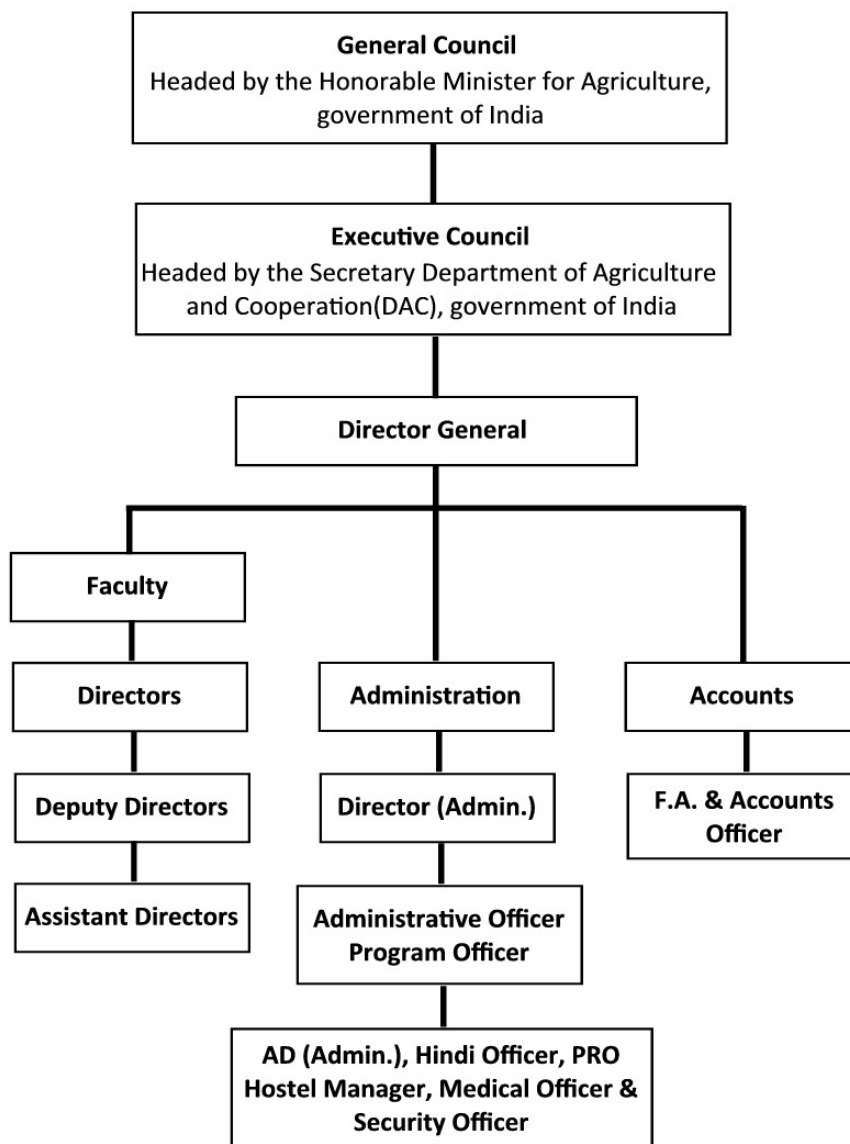 General Council
Headed by the Honorable Minister for Agriculture,
government of India
Executive Council
Headed by the Secretary Department of Agriculture
and Cooperation(DAC), government of India
Director General
Faculty
Directors
Deputy Directors
Assistant Directors
Administration
Director (Admin.)
Administrative Officer
Program Officer
AD (Admin.), Hindi Officer, PRO
Hostel Manager, Medical Officer &
Security Officer
Accounts
F.A. & Accounts
Officer